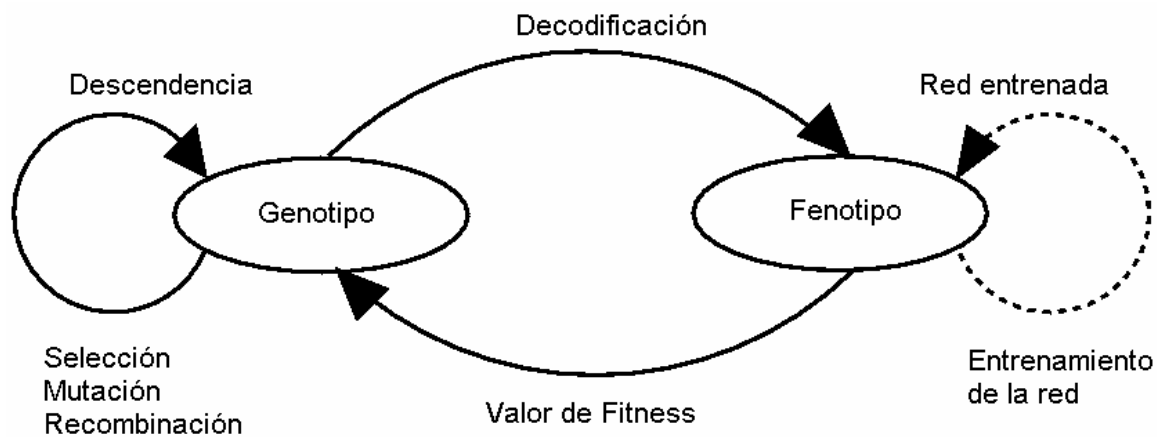 Decodificación
Descendencia
Red entrenada
Genotipo
Fenotipo
Selección
Mutación
Recombinación
Entrenamiento
de la red
Valor de Fitness